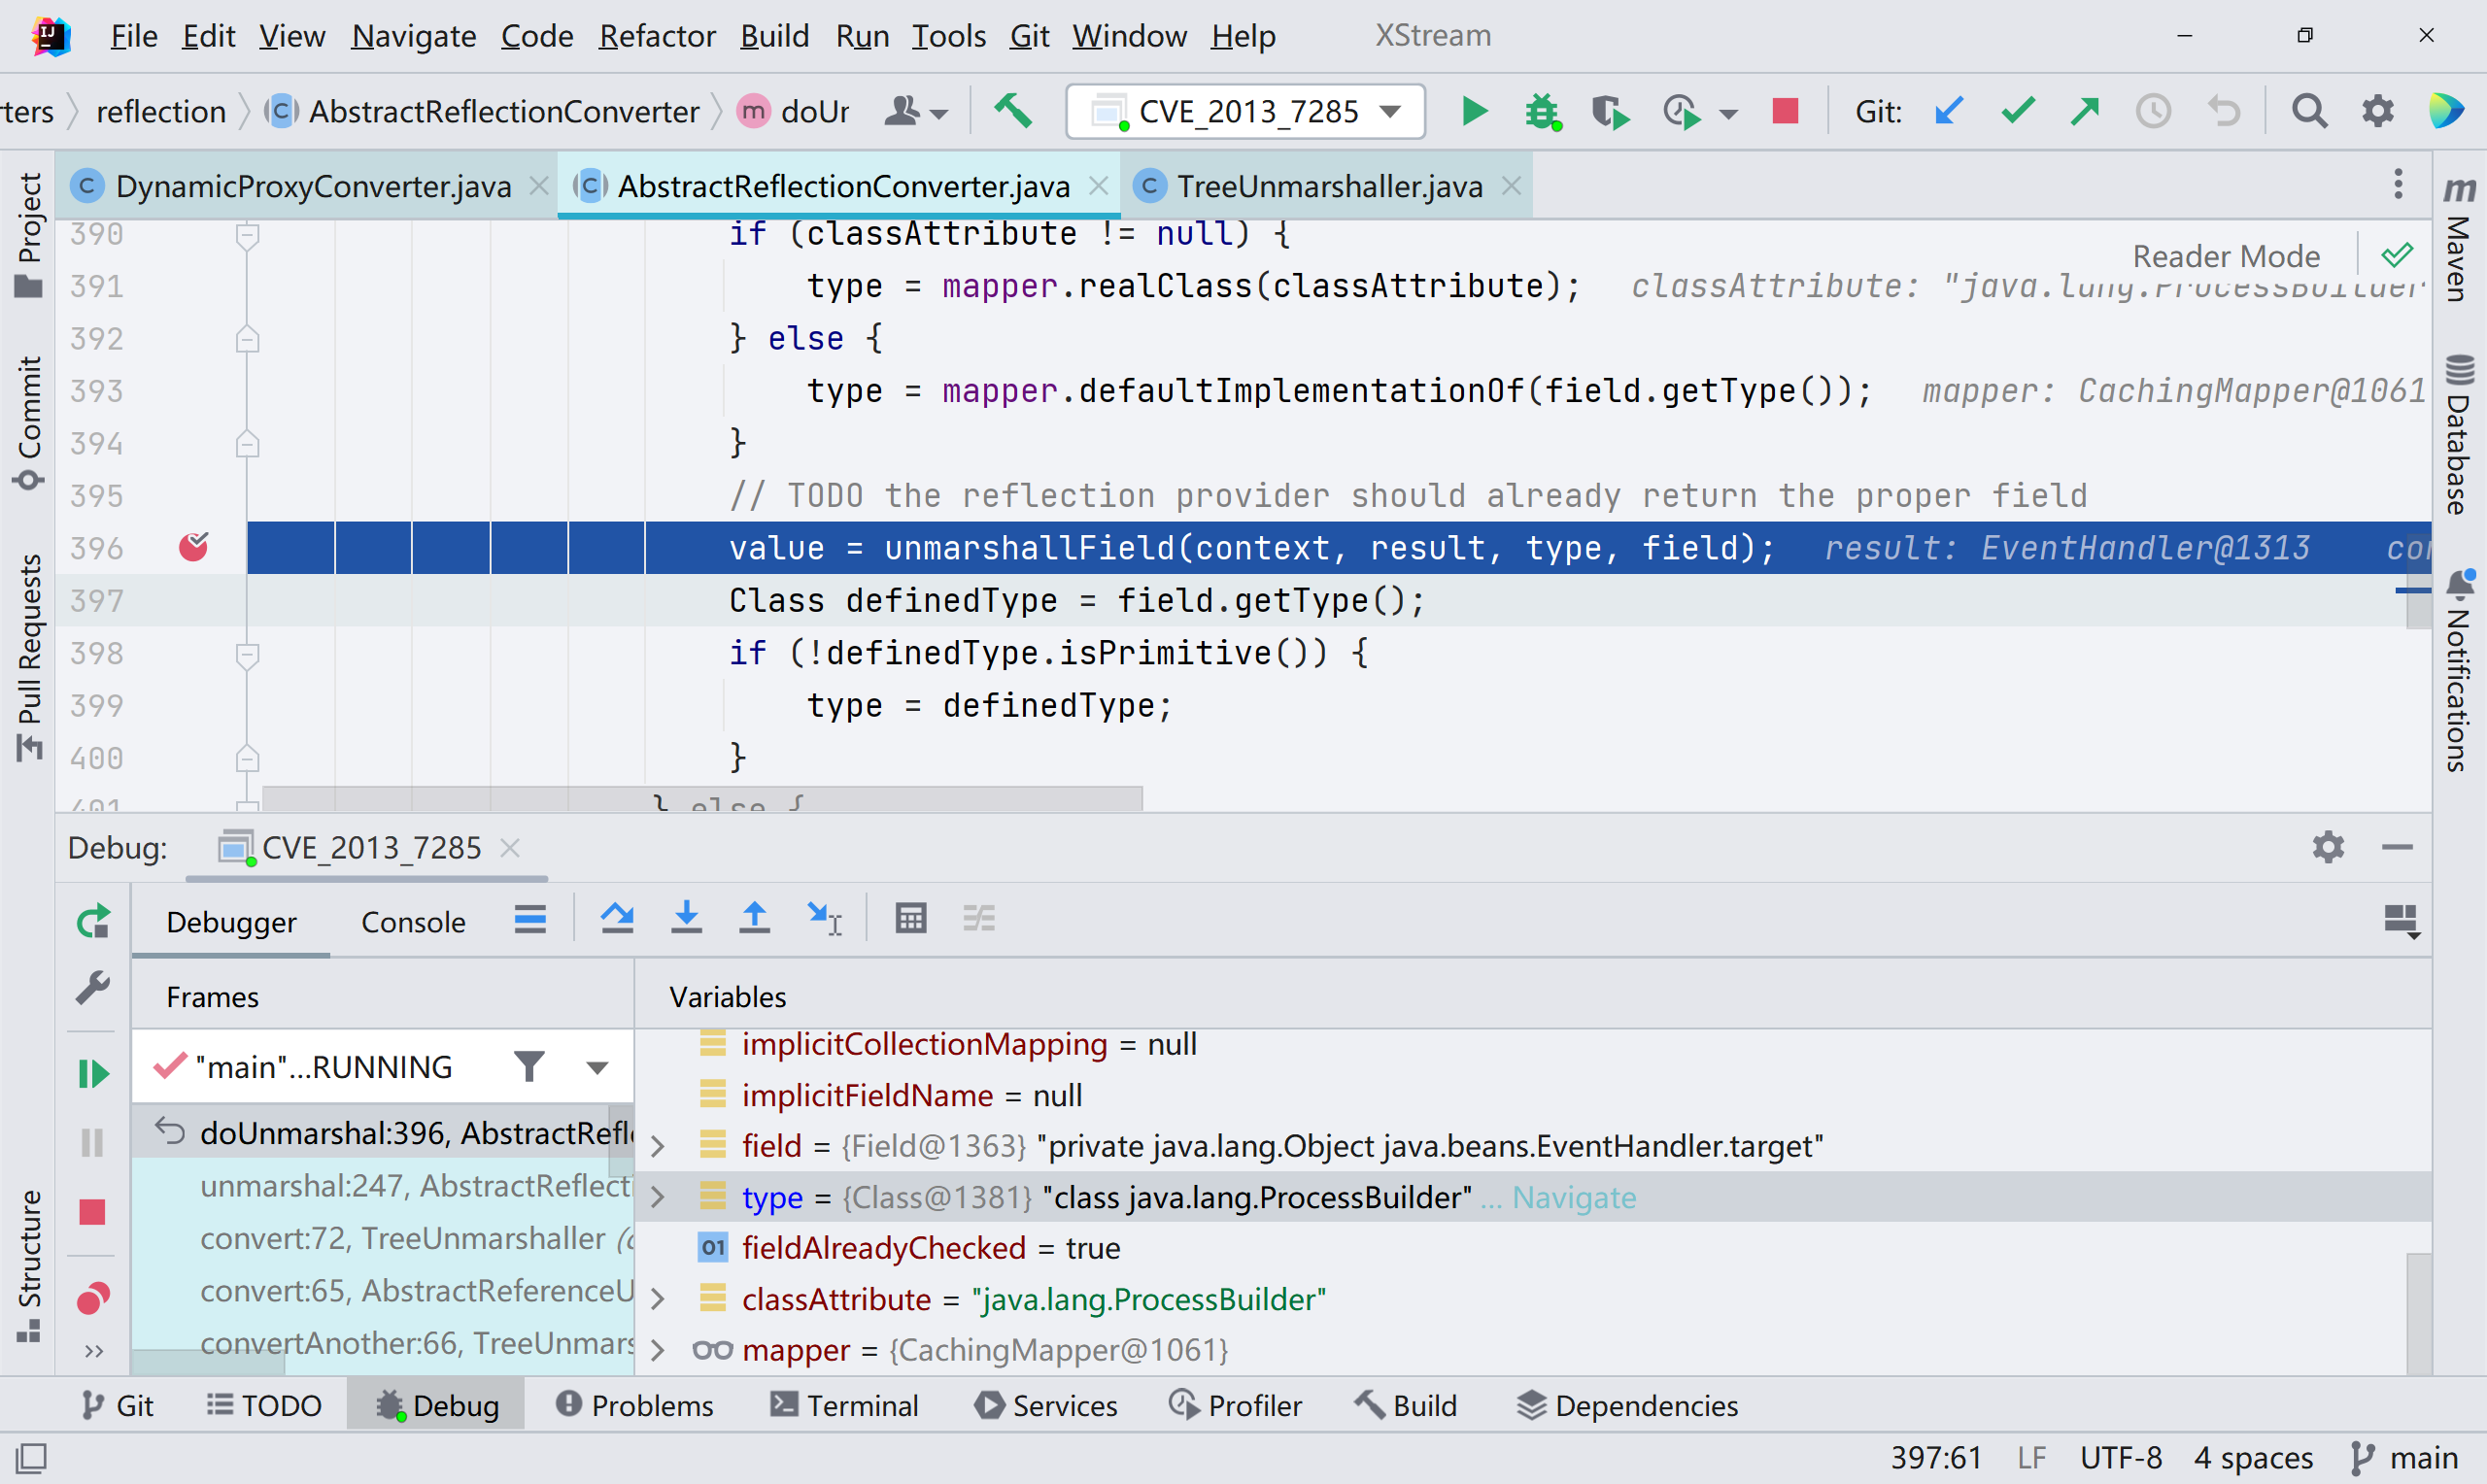 File Edit View Navigate Code Refactor Build Run Tools Git Window Help XStream
ters reflection AbstractReflectionConverter doUr CVE_2013_7285 Git:
DynamicProxyConverter.java AbstractReflectionConverter.java TreeUnmarshaller.java
Project
Commit
Pull Requests
Structure
Maven
Database
Notifications
Reader Mode
390 if (classAttribute != null) {
391 type = mapper.realClass(classAttribute); classAttribute: "java.lang.ProcessBuilder
392 } else {
393 type = mapper.defaultImplementationOf(field.getType()); mapper: CachingMapper@1061
394 }
395 // TODO the reflection provider should already return the proper field
396 value = unmarshallField(context, result, type, field); result: EventHandler@1313 cor
397 Class definedType = field.getType();
398 if (!definedType.isPrimitive()) {
399 type = definedType;
400 }
401 } else {
Debug: CVE_2013_7285
Debugger Console
Frames
"main"...RUNNING
doUnmarshal:396, AbstractRefl
unmarshal:247, AbstractReflecti
convert:72, TreeUnmarshaller (c
convert:65, AbstractReferenceU
convertAnother:66, TreeUnmars
Variables
implicitCollectionMapping = null
implicitFieldName = null
field = {Field@1363} "private java.lang.Object java.beans.EventHandler.target"
type = {Class@1381} "class java.lang.ProcessBuilder" ... Navigate
01 fieldAlreadyChecked = true
classAttribute = "java.lang.ProcessBuilder"
mapper = {CachingMapper@1061}
Git TODO Debug Problems Terminal Services Profiler Build Dependencies
397:61 LF UTF-8 4 spaces main